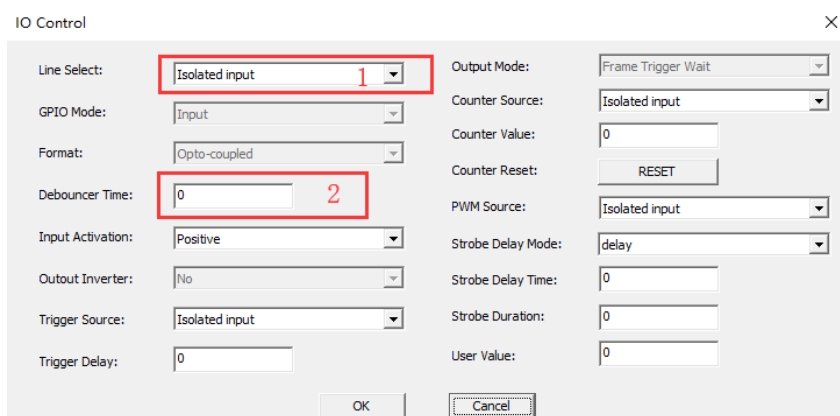 IO Control
Line Select: Isolated input 1
GPIO Mode: Input
Format: Opto-coupled
Debouncer Time: 0 2
Input Activation: Positive
Outout Inverter: No
Trigger Source: Isolated input
Trigger Delay: 0
Output Mode: Frame Trigger Wait
Counter Source: Isolated input
Counter Value: 0
Counter Reset: RESET
PWM Source: Isolated input
Strobe Delay Mode: delay
Strobe Delay Time: 0
Strobe Duration: 0
User Value: 0
OK Cancel